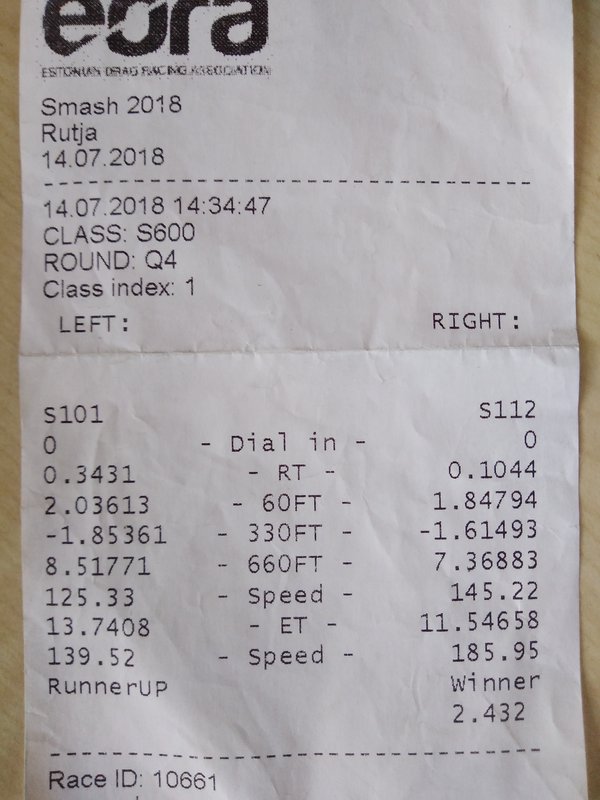 edra
ESTONIAN DRAG RACING ASSOCIATION
Smash 2018
Rutja
14.07.2018
--------------------------------
14.07.2018 14:34:47
CLASS: S600
ROUND: Q4
Class index: 1
LEFT: RIGHT:
S101 S112
0 - Dial in - 0
0.3431 - RT - 0.1044
2.03613 - 60FT - 1.84794
-1.85361 - 330FT - -1.61493
8.51771 - 660FT - 7.36883
125.33 - Speed - 145.22
13.7408 - ET - 11.54658
139.52 - Speed - 185.95
RunnerUP Winner
2.432
--------------------------------
Race ID: 10661